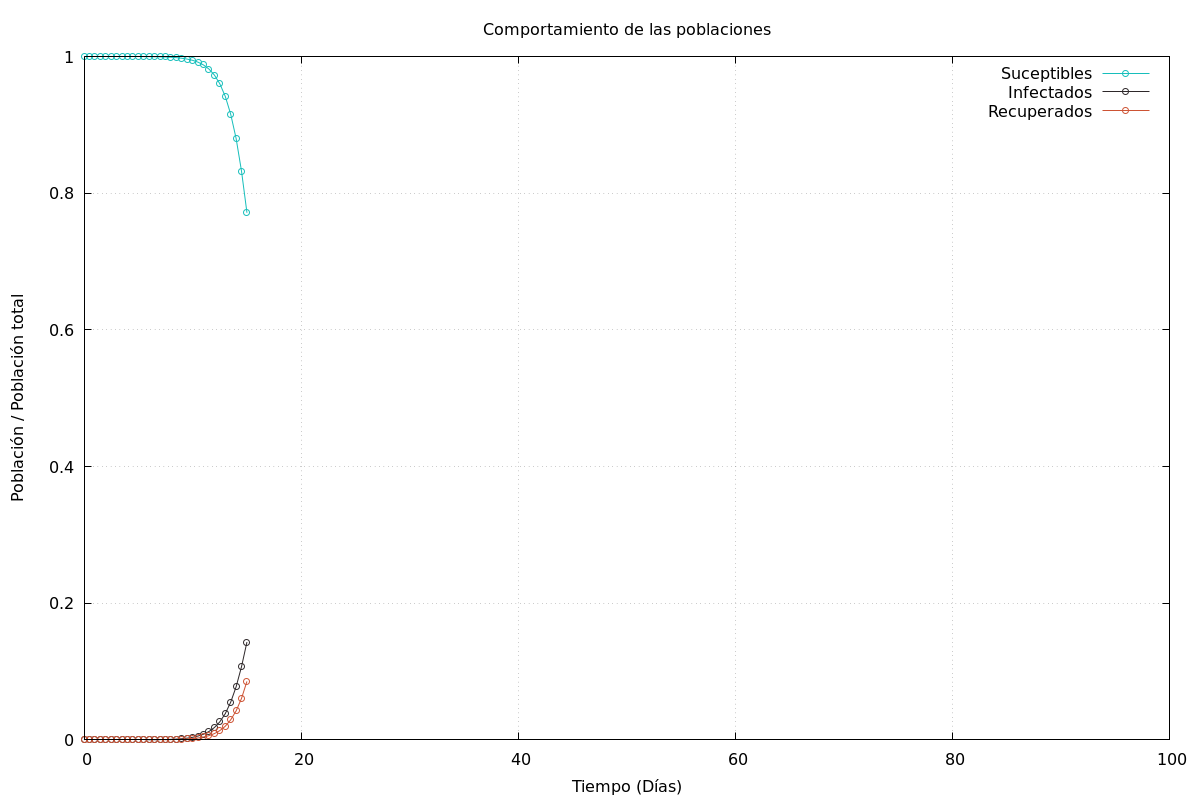 Comportamiento de las poblaciones
Suceptibles
Infectados
Recuperados
1
0.8
0.6
0.4
0.2
0
Población / Población total
0 20 40 60 80 100
Tiempo (Días)